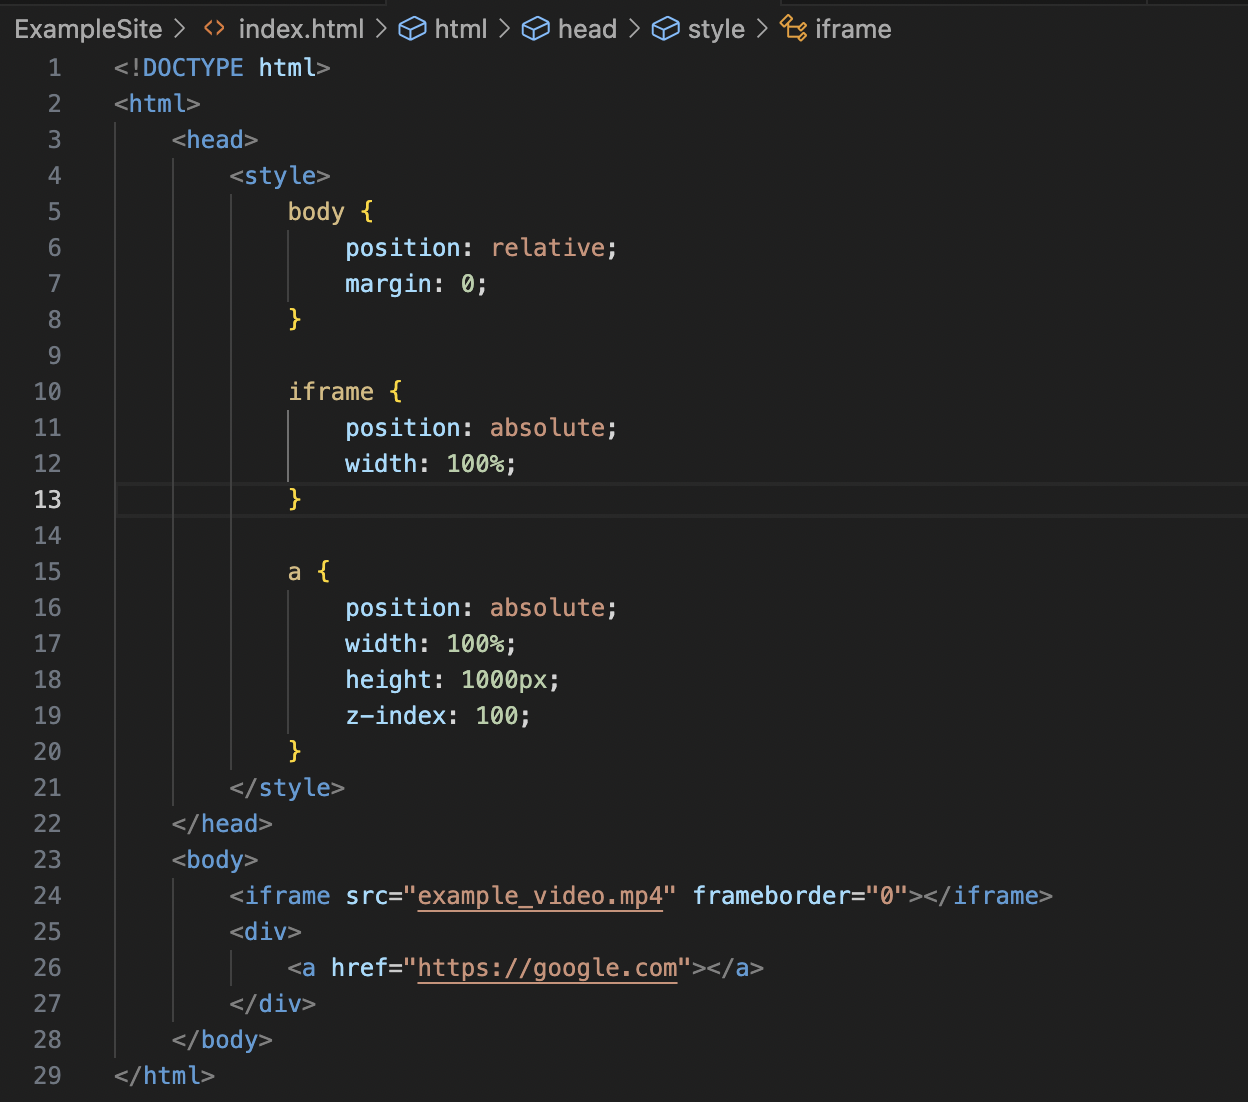 ExampleSite > <> index.html > html > head > style > iframe
1 <!DOCTYPE html>
2 <html>
3     <head>
4         <style>
5             body {
6                 position: relative;
7                 margin: 0;
8             }
9
10             iframe {
11                 position: absolute;
12                 width: 100%;
13             }
14
15             a {
16                 position: absolute;
17                 width: 100%;
18                 height: 1000px;
19                 z-index: 100;
20             }
21         </style>
22     </head>
23     <body>
24         <iframe src="example_video.mp4" frameborder="0"></iframe>
25         <div>
26             <a href="https://google.com"></a>
27         </div>
28     </body>
29 </html>